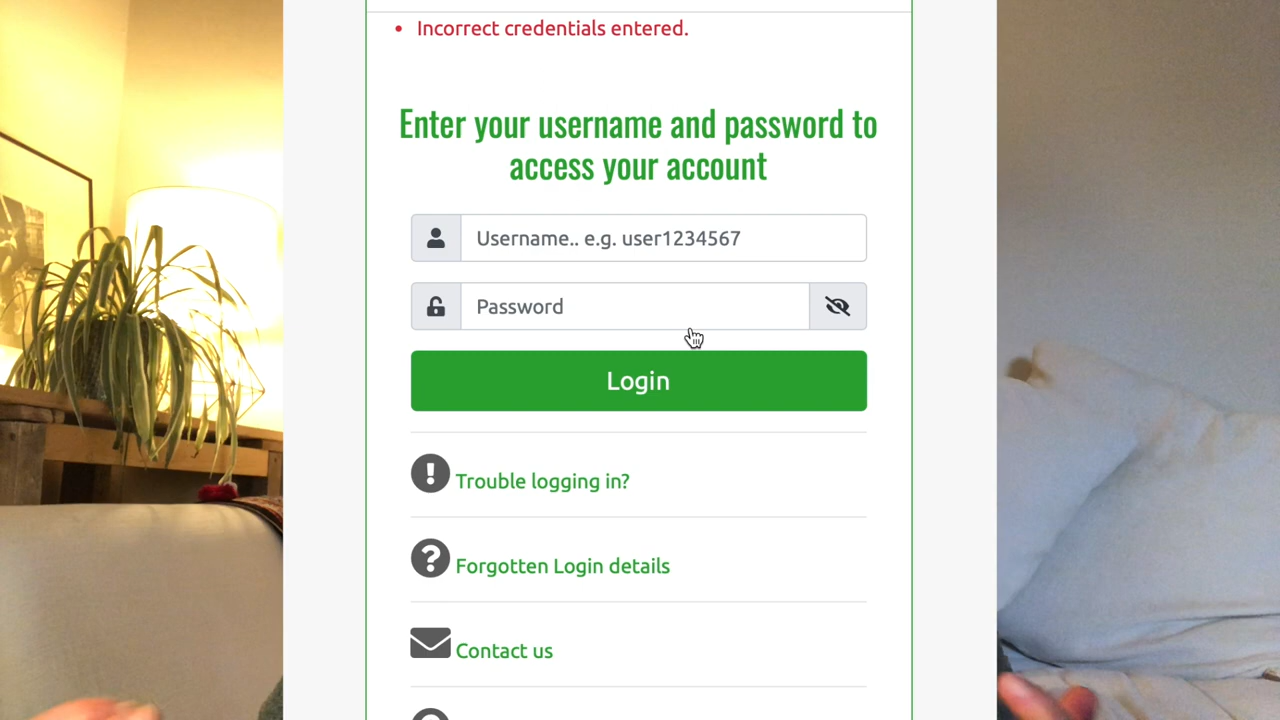 Incorrect credentials entered.
Enter your username and password to
access your account
Username.. e.g. user1234567
Password
Login
Trouble logging in?
Forgotten Login details
Contact us